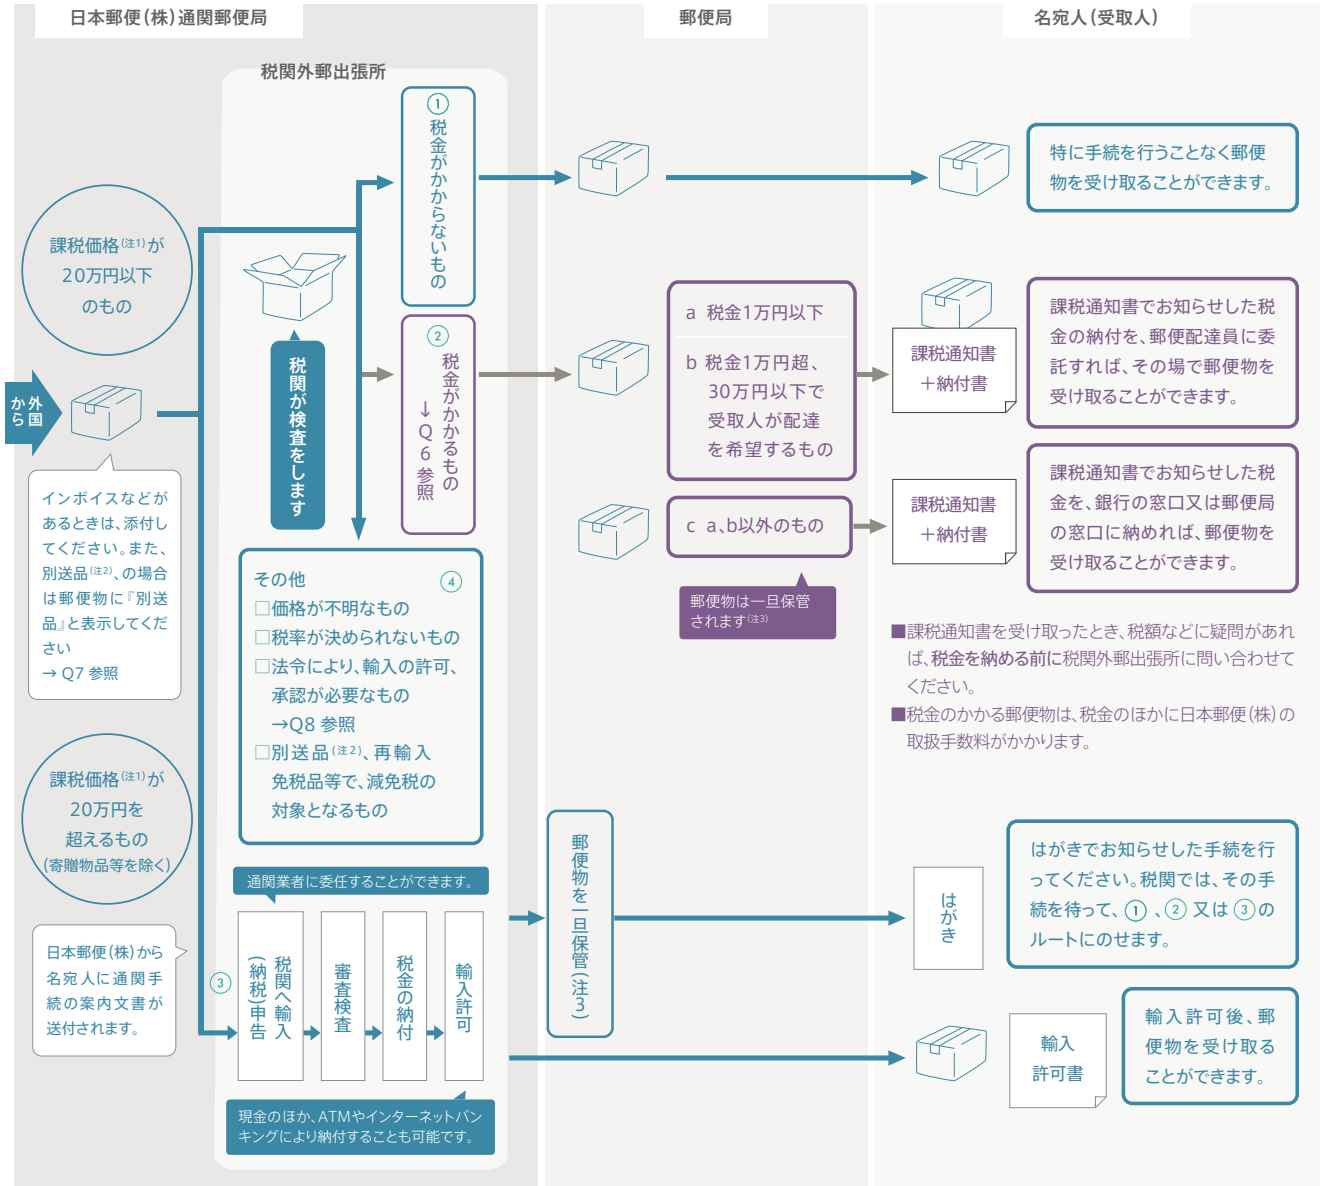 日本郵便（株）通関郵便局
郵便局
名宛人（受取人）
税関外郵出張所
① 税金がかからないもの
特に手続を行うことなく郵便
物を受け取ることができます。
課税価格(注1)が
20万円以下
のもの
外国
から
税関が検査をします
② 税金がかかるもの
→Q6 参照
a 税金1万円以下
b 税金1万円超、
30万円以下で
受取人が配達
を希望するもの
課税通知書
＋納付書
課税通知書でお知らせした税
金の納付を、郵便配達員に委
託すれば、その場で郵便物を
受け取ることができます。
c a、b以外のもの
郵便物は一旦保管
されます(注3)
課税通知書
＋納付書
課税通知書でお知らせした税
金を、銀行の窓口又は郵便局
の窓口に納めれば、郵便物を
受け取ることができます。
インボイスなどが
あるときは、添付し
てください。また、
別送品(注2)、の場合
は郵便物に『別送
品』と表示してくだ
さい
→ Q7 参照
その他 ④
□価格が不明なもの
□税率が決められないもの
□法令により、輸入の許可、
承認が必要なもの
→Q8 参照
□別送品(注2)、再輸入
免税品等で、減免税の
対象となるもの
■課税通知書を受け取ったとき、税額などに疑問があれ
ば、税金を納める前に税関外郵出張所に問い合わせて
ください。
■税金のかかる郵便物は、税金のほかに日本郵便（株）の
取扱手数料がかかります。
課税価格(注1)が
20万円を
超えるもの
(寄贈物品等を除く)
日本郵便（株）から
名宛人に通関手
続の案内文書が
送付されます。
通関業者に委任することができます。
③
税関へ輸入
(納税)申告
審査検査
税金の納付
輸入許可
現金のほか、ATMやインターネットバン
キングにより納付することも可能です。
郵便物を一旦保管(注3)
はがき
はがきでお知らせした手続を行
ってください。税関では、その手
続を待って、①、② 又は ③の
ルートにのせます。
輸入
許可書
輸入許可後、郵
便物を受け取る
ことができます。